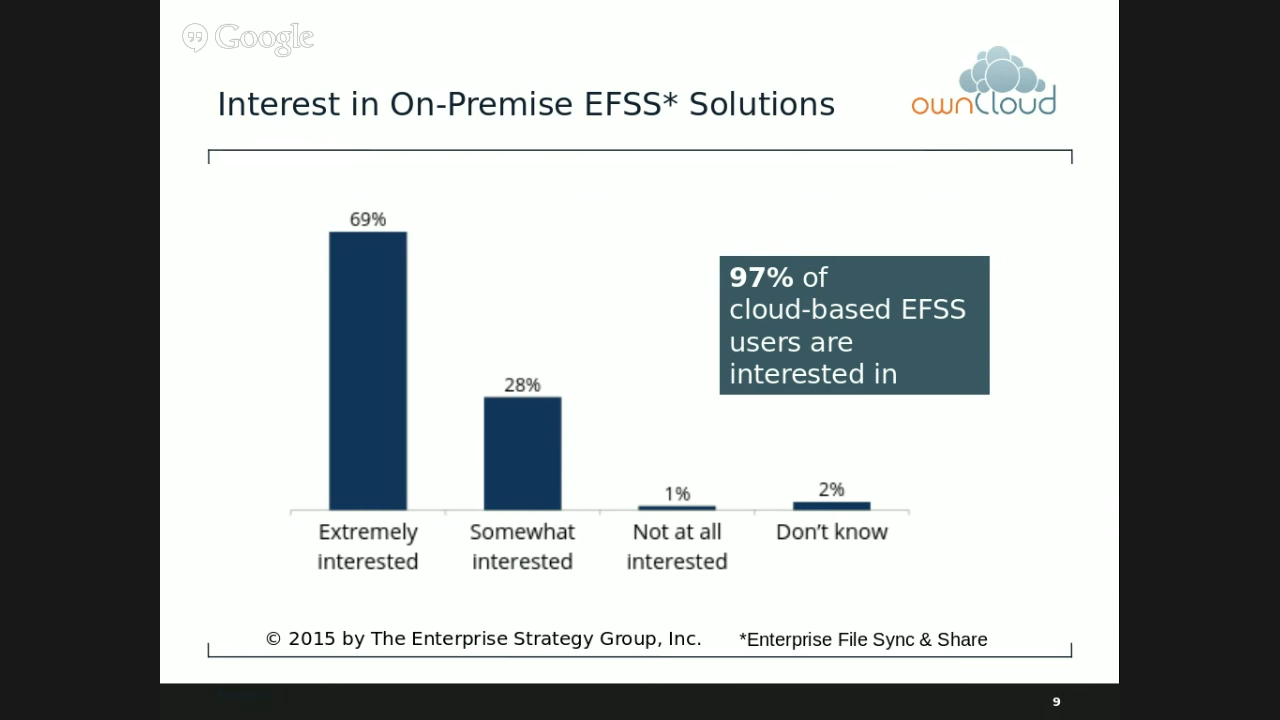 Google
Interest in On-Premise EFSS* Solutions
ownCloud
69%
28%
1%
2%
97% of
cloud-based EFSS
users are
interested in
Extremely
interested
Somewhat
interested
Not at all
interested
Don’t know
© 2015 by The Enterprise Strategy Group, Inc.
*Enterprise File Sync & Share
9